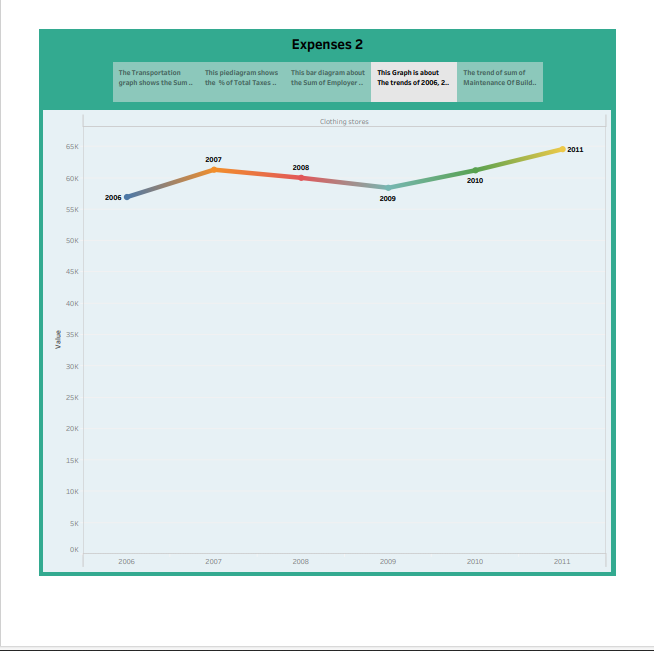 Expenses 2
The Transportation
graph shows the Sum ..
This piediagram shows
the % of Total Taxes ..
This bar diagram about
the Sum of Employer ..
This Graph is about
The trends of 2006, 2..
The trend of sum of
Maintenance Of Build..
Clothing stores
65K
60K
55K
50K
45K
40K
35K
30K
25K
20K
15K
10K
5K
0K
Value
2006
2007
2008
2009
2010
2011
2006
2007
2008
2009
2010
2011